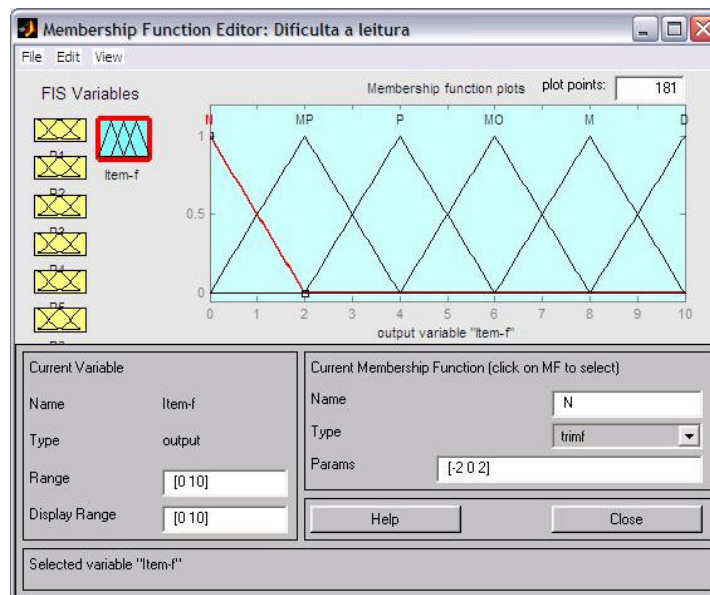 Membership Function Editor: Dificulta a leitura
File Edit View
FIS Variables
Item-f
Membership function plots
plot points: 181
N MP P MO M D
1
0.5
0
0 1 2 3 4 5 6 7 8 9 10
output variable "Item-f"
Current Variable
Name Item-f
Type output
Range [0 10]
Display Range [0 10]
Current Membership Function (click on MF to select)
Name N
Type trimf
Params [-2 0 2]
Help Close
Selected variable "Item-f"